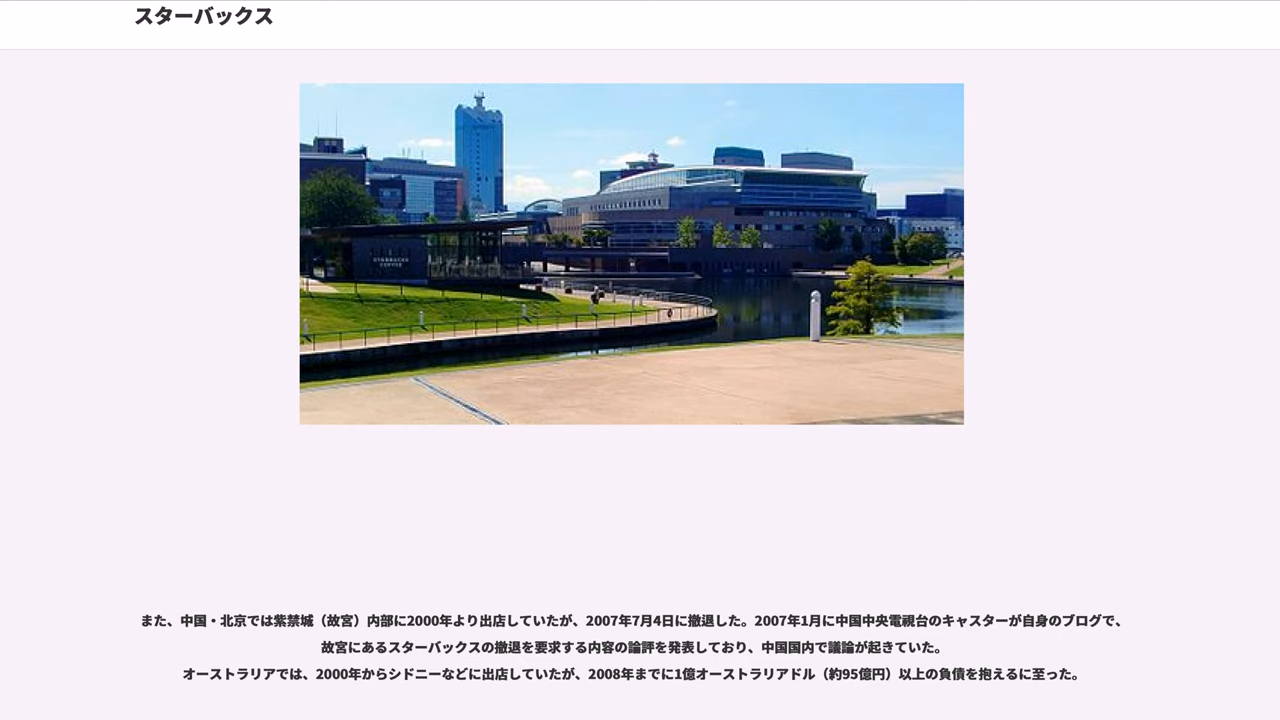 スターバックス
STARBUCKS
COFFEE
また、中国・北京では紫禁城（故宮）内部に2000年より出店していたが、2007年7月4日に撤退した。2007年1月に中国中央電視台のキャスターが自身のブログで、
故宮にあるスターバックスの撤退を要求する内容の論評を発表しており、中国国内で議論が起きていた。
オーストラリアでは、2000年からシドニーなどに出店していたが、2008年までに1億オーストラリアドル（約95億円）以上の負債を抱えるに至った。